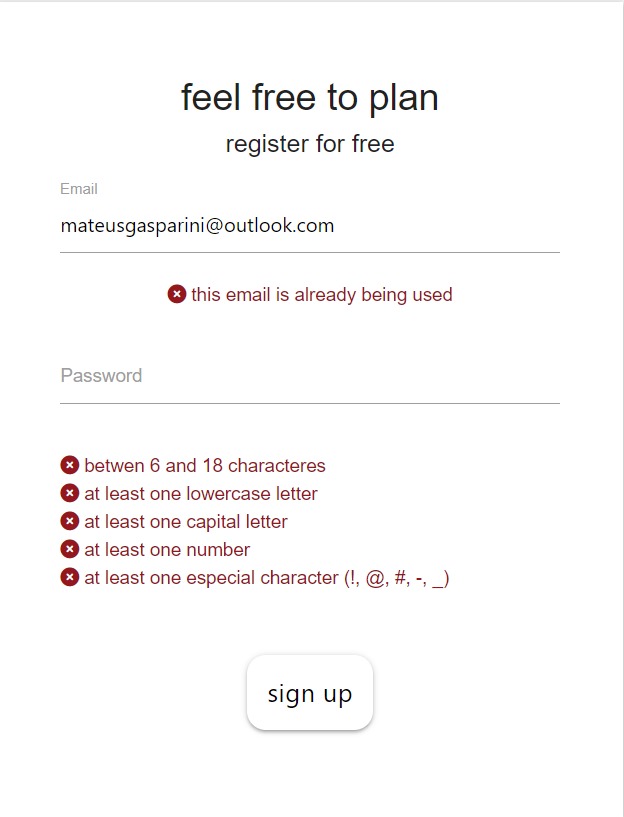 feel free to plan
register for free
Email
mateusgasparini@outlook.com
this email is already being used
Password
betwen 6 and 18 characteres
at least one lowercase letter
at least one capital letter
at least one number
at least one especial character (!, @, #, -, _)
sign up